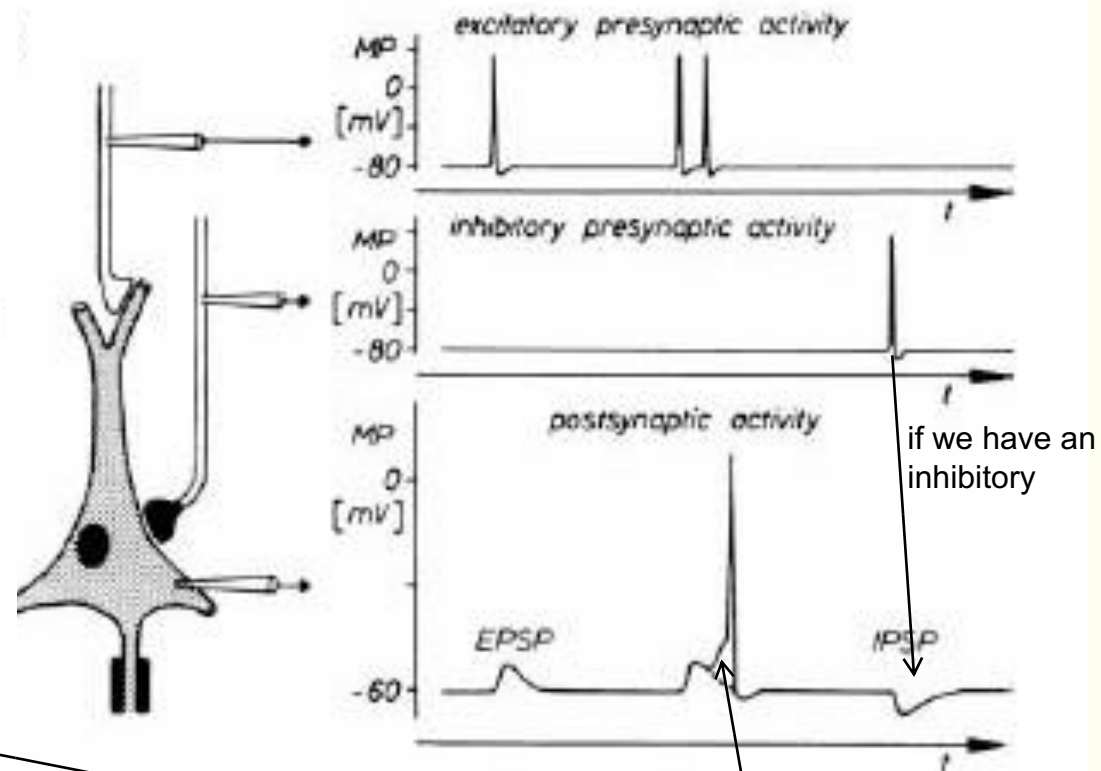 excitatory presynaptic activity
MP
0
[mV]
-80
t
inhibitory presynaptic activity
MP
0
[mV]
-80
t
postsynaptic activity
MP
0
[mV]
if we have an
inhibitory
EPSP
IPSP
-60
t